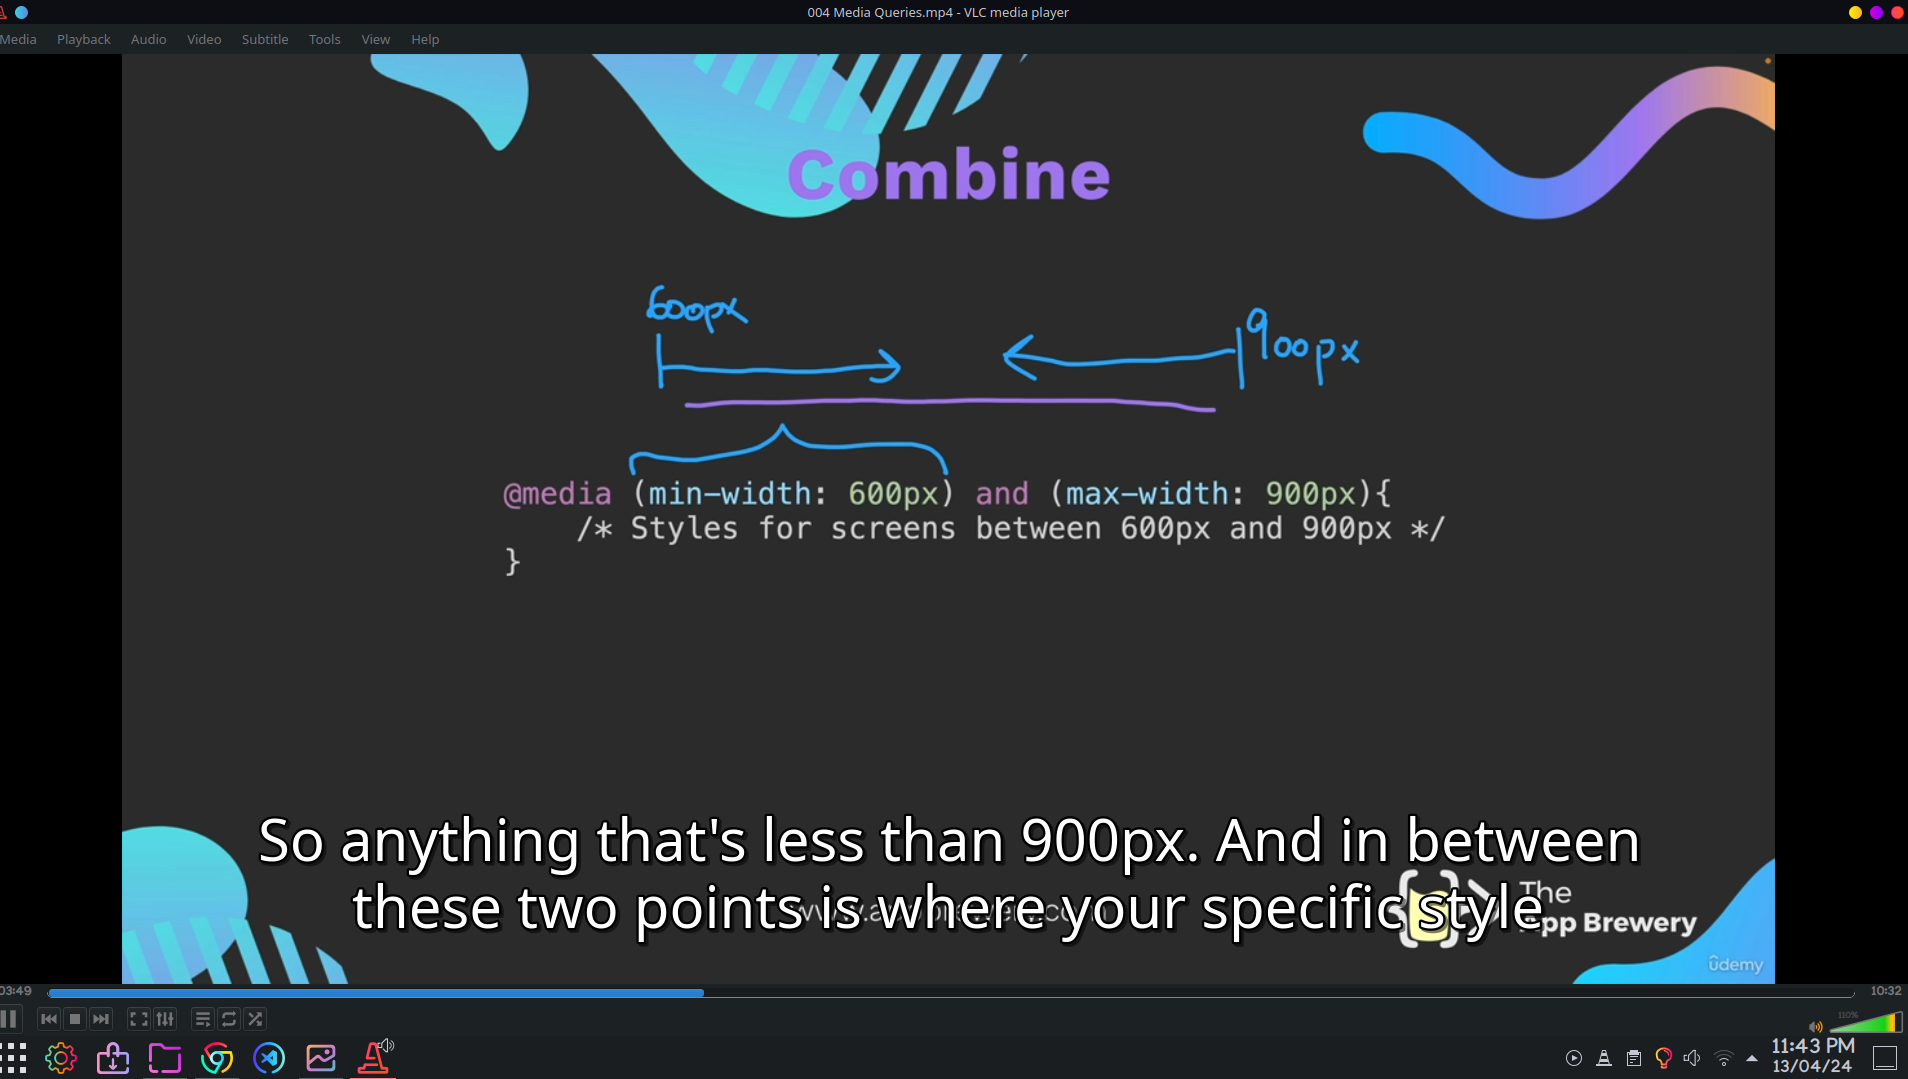 004 Media Queries.mp4 - VLC media player
Media Playback Audio Video Subtitle Tools View Help
Combine
600px
900px
@media (min-width: 600px) and (max-width: 900px){
/* Styles for screens between 600px and 900px */
}
So anything that's less than 900px. And in between
these two points is where your specific style
The
App Brewery
udemy
03:49
10:32
110%
11:43 PM
13/04/24